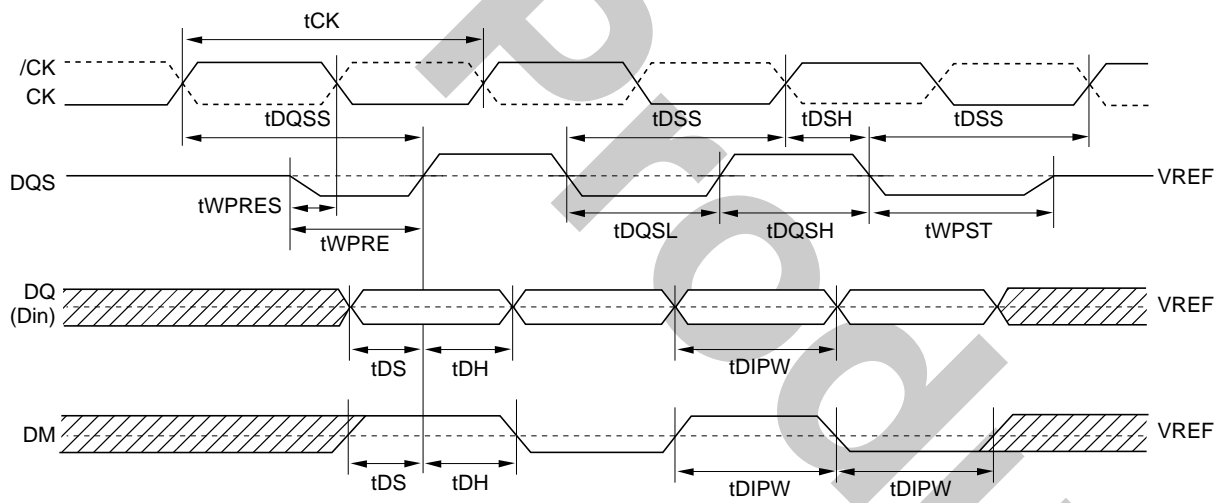 tCK
/CK
CK
tDQSS
tDSS
tDSH
tDSS
DQS
VREF
tWPRES
tWPRE
tDQSL
tDQSH
tWPST
DQ
(Din)
VREF
tDS
tDH
tDIPW
DM
VREF
tDS
tDH
tDIPW
tDIPW
Prod